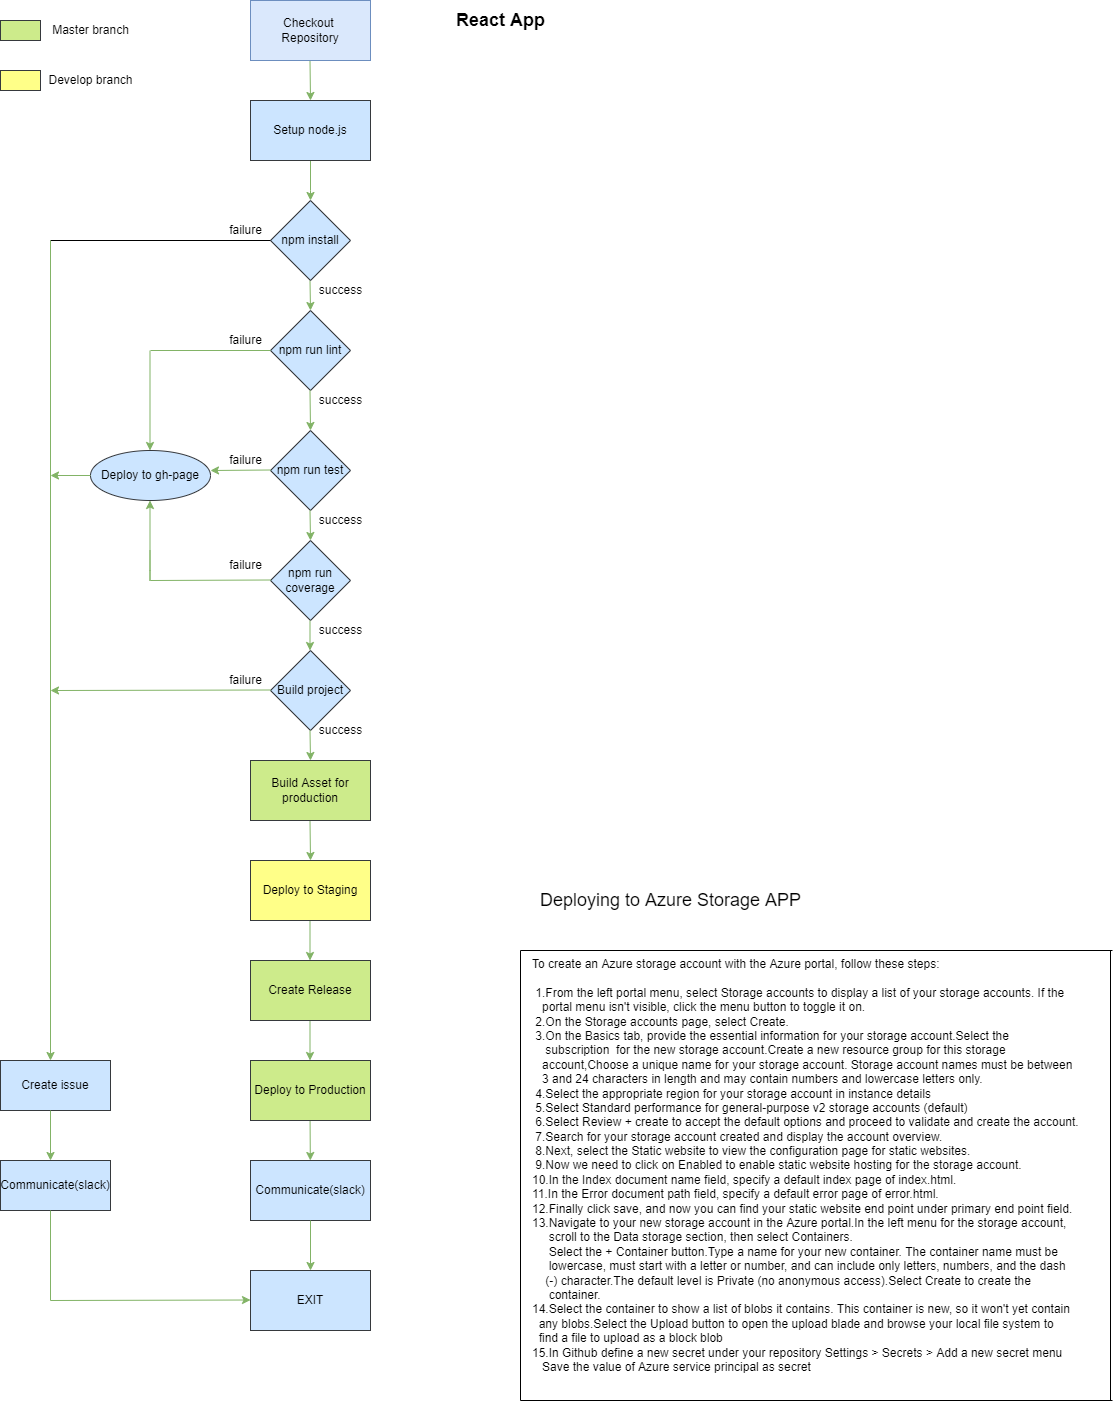 React App
Master branch
Develop branch
Checkout
Repository
Setup node.js
failure
npm install
success
failure
npm run lint
success
failure
npm run test
Deploy to gh-page
success
failure
npm run
coverage
success
failure
Build project
success
Build Asset for
production
Deploy to Staging
Create Release
Deploy to Production
Create issue
Communicate(slack)
Communicate(slack)
EXIT
Deploying to Azure Storage APP
To create an Azure storage account with the Azure portal, follow these steps:
1.From the left portal menu, select Storage accounts to display a list of your storage accounts. If the
portal menu isn't visible, click the menu button to toggle it on.
2.On the Storage accounts page, select Create.
3.On the Basics tab, provide the essential information for your storage account.Select the
subscription  for the new storage account.Create a new resource group for this storage
account,Choose a unique name for your storage account. Storage account names must be between
3 and 24 characters in length and may contain numbers and lowercase letters only.
4.Select the appropriate region for your storage account in instance details
5.Select Standard performance for general-purpose v2 storage accounts (default)
6.Select Review + create to accept the default options and proceed to validate and create the account.
7.Search for your storage account created and display the account overview.
8.Next, select the Static website to view the configuration page for static websites.
9.Now we need to click on Enabled to enable static website hosting for the storage account.
10.In the Index document name field, specify a default index page of index.html.
11.In the Error document path field, specify a default error page of error.html.
12.Finally click save, and now you can find your static website end point under primary end point field.
13.Navigate to your new storage account in the Azure portal.In the left menu for the storage account,
scroll to the Data storage section, then select Containers.
Select the + Container button.Type a name for your new container. The container name must be
lowercase, must start with a letter or number, and can include only letters, numbers, and the dash
(-) character.The default level is Private (no anonymous access).Select Create to create the
container.
14.Select the container to show a list of blobs it contains. This container is new, so it won't yet contain
any blobs.Select the Upload button to open the upload blade and browse your local file system to
find a file to upload as a block blob
15.In Github define a new secret under your repository Settings > Secrets > Add a new secret menu
Save the value of Azure service principal as secret